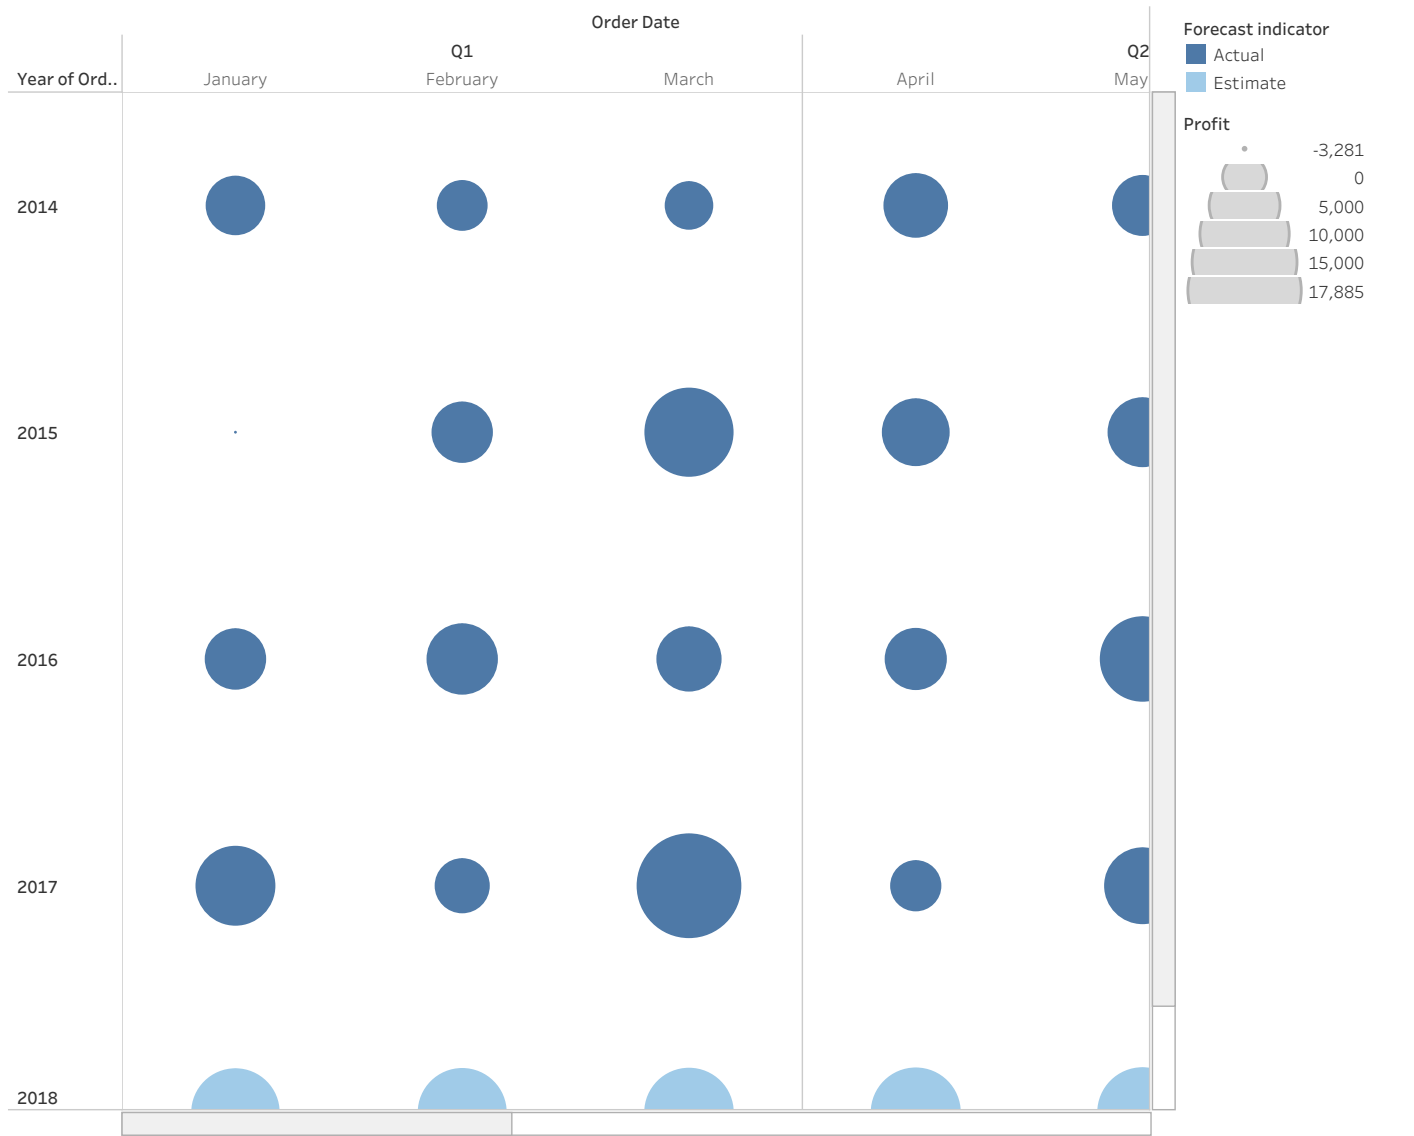 Order Date
Q1 Q2
Year of Ord.. January February March April May
2014
2015
2016
2017
2018
Forecast indicator
Actual
Estimate
Profit
-3,281
0
5,000
10,000
15,000
17,885